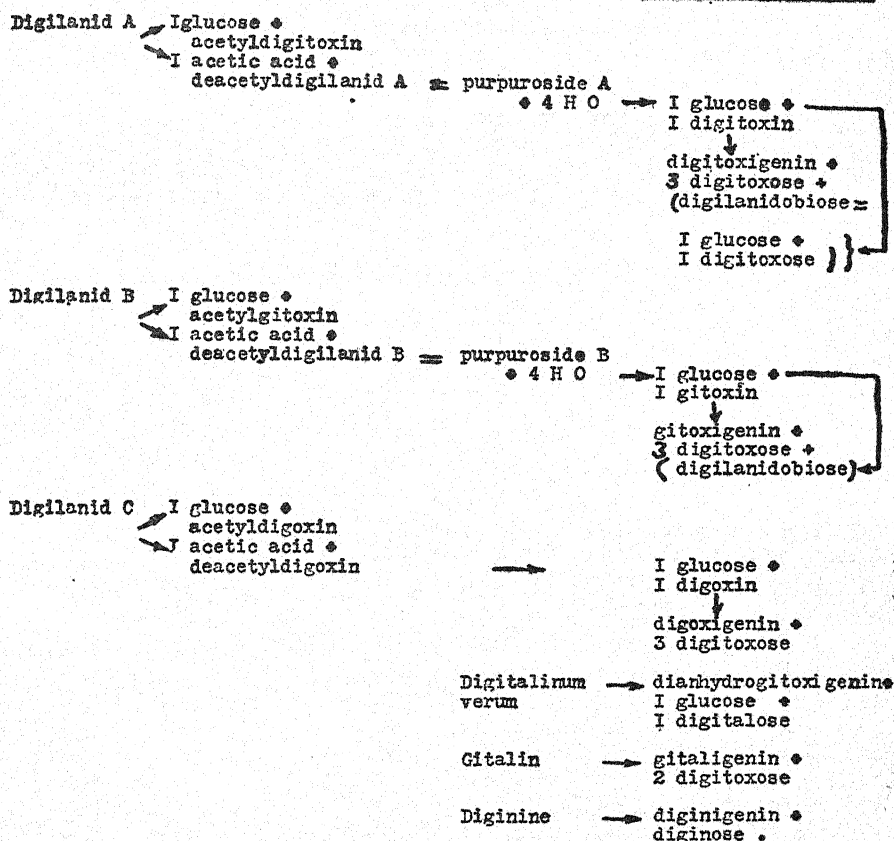 Digilanid A Iglucose +
acetyldigitoxin
I acetic acid +
deacetyldigilanid A = purpuroside A
+ 4 H O → I glucose +
I digitoxin
digitoxigenin +
3 digitoxose +
(digilanidobiose=
I glucose +
I digitoxose )}
Digilanid B I glucose +
acetylgitoxin
I acetic acid +
deacetyldigilanid B = purpuroside B
+ 4 H O → I glucose +
I gitoxin
gitoxigenin +
3 digitoxose +
(digilanidobiose)
Digilanid C I glucose +
acetyldigoxin
I acetic acid +
deacetyldigoxin → I glucose +
I digoxin
digoxigenin +
3 digitoxose
Digitalinum → dianhydrogitoxigenin+
verum I glucose +
I digitalose
Gitalin → gitaligenin +
2 digitoxose
Diginine → diginigenin +
diginose .